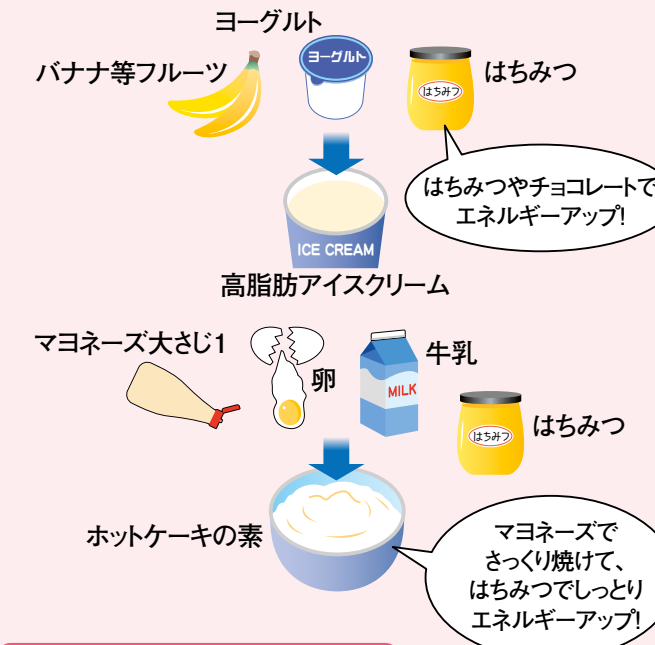 ヨーグルト
ヨーグルト
バナナ等フルーツ
はちみつ
はちみつ
はちみつやチョコレートで
エネルギーアップ!
ICE CREAM
高脂肪アイスクリーム
マヨネーズ大さじ1
卵
牛乳
MILK
はちみつ
はちみつ
ホットケーキの素
マヨネーズで
さっくり焼けて、
はちみつでしっとり
エネルギーアップ!